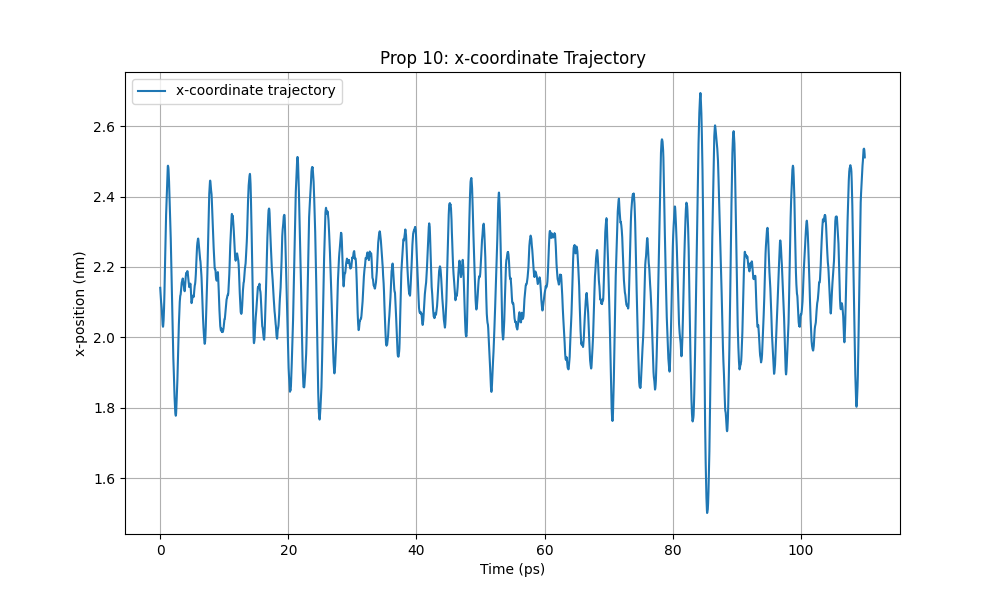 Prop 10: x-coordinate Trajectory
x-coordinate trajectory
2.6
2.4
2.2
2.0
1.8
1.6
x-position (nm)
0 20 40 60 80 100
Time (ps)